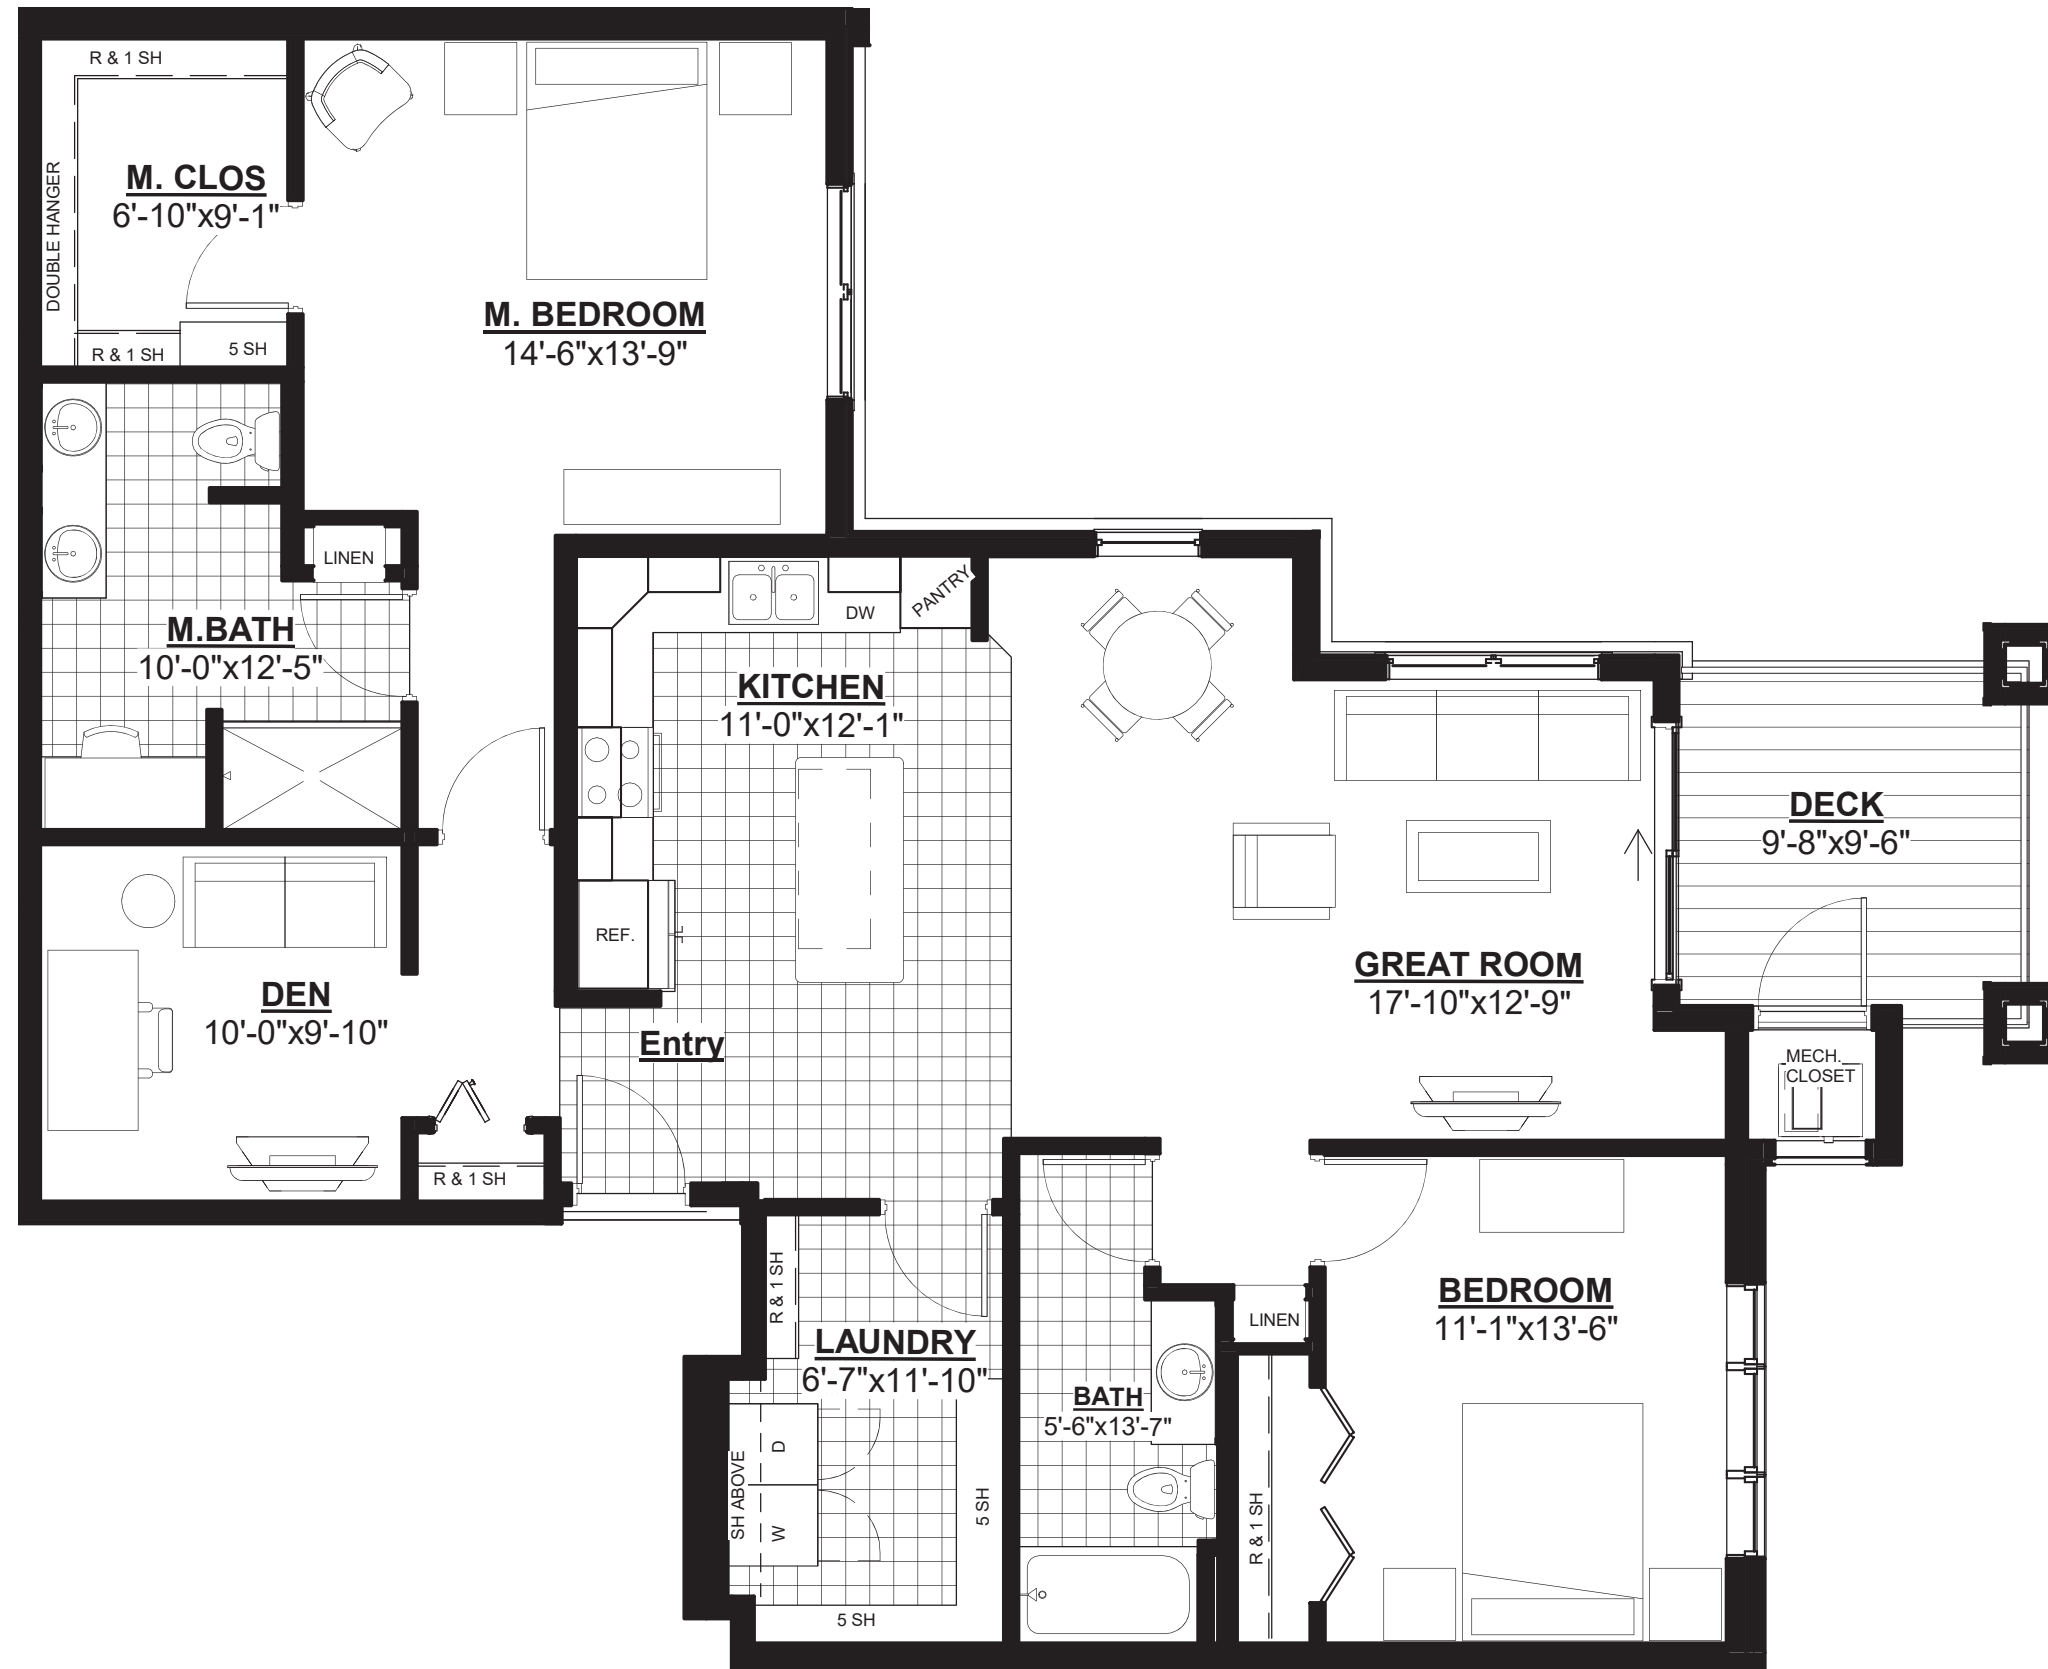 R & 1 SH
M. CLOS
6'-10"x9'-1"
DOUBLE HANGER
R & 1 SH
5 SH
M. BEDROOM
14'-6"x13'-9"
LINEN
M.BATH
10'-0"x12'-5"
DW
PANTRY
KITCHEN
11'-0"x12'-1"
REF.
DECK
9'-8"x9'-6"
GREAT ROOM
17'-10"x12'-9"
DEN
10'-0"x9'-10"
Entry
MECH.
CLOSET
R & 1 SH
R & 1 SH
LAUNDRY
6'-7"x11'-10"
SH ABOVE
D
W
5 SH
5 SH
BATH
5'-6"x13'-7"
LINEN
R & 1 SH
BEDROOM
11'-1"x13'-6"